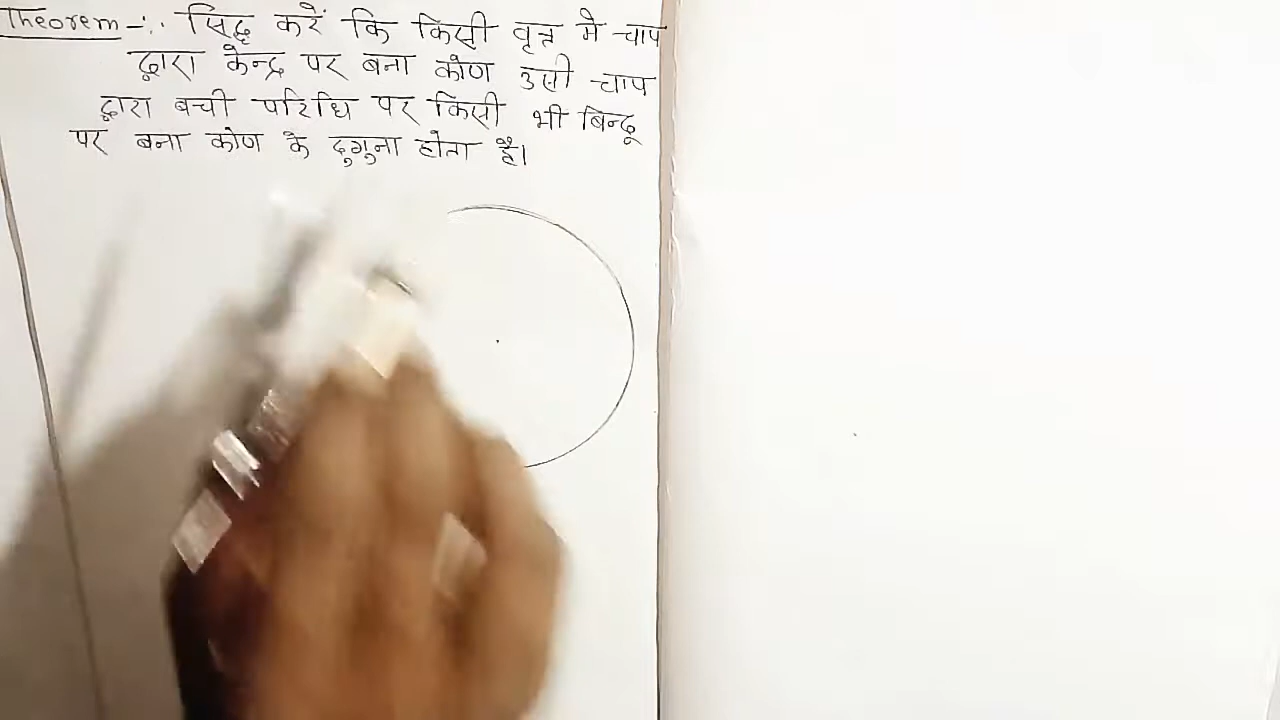 Theorem -:. सिद्ध करें कि किसी वृत्त मे चाप
द्वारा केन्द्र पर बना कोण उसी चाप
द्वारा बची परिधि पर किसी भी बिन्दू
पर बना कोण के दुगुना होता है।